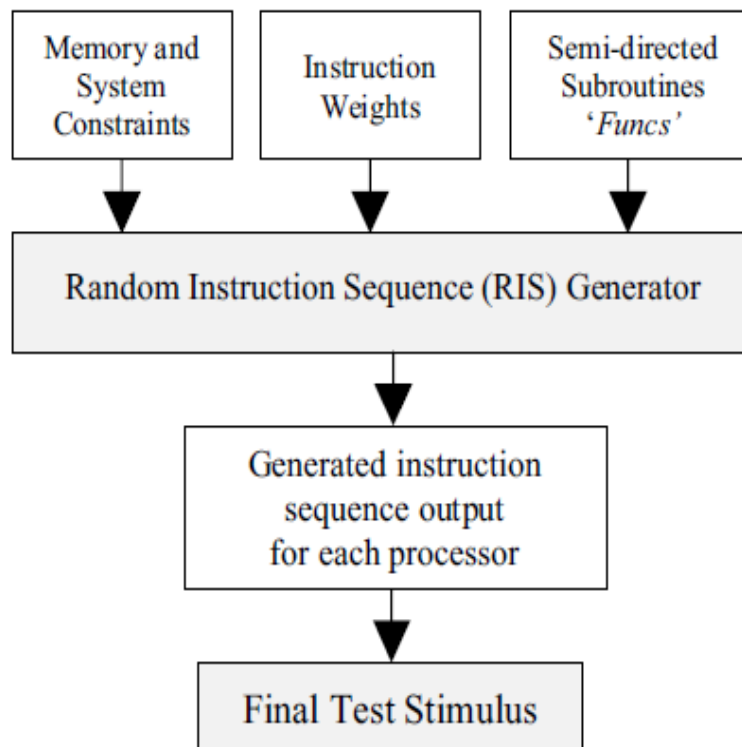 Memory and
System
Constraints
Instruction
Weights
Semi-directed
Subroutines
‘Funcs’
Random Instruction Sequence (RIS) Generator
Generated instruction
sequence output
for each processor
Final Test Stimulus